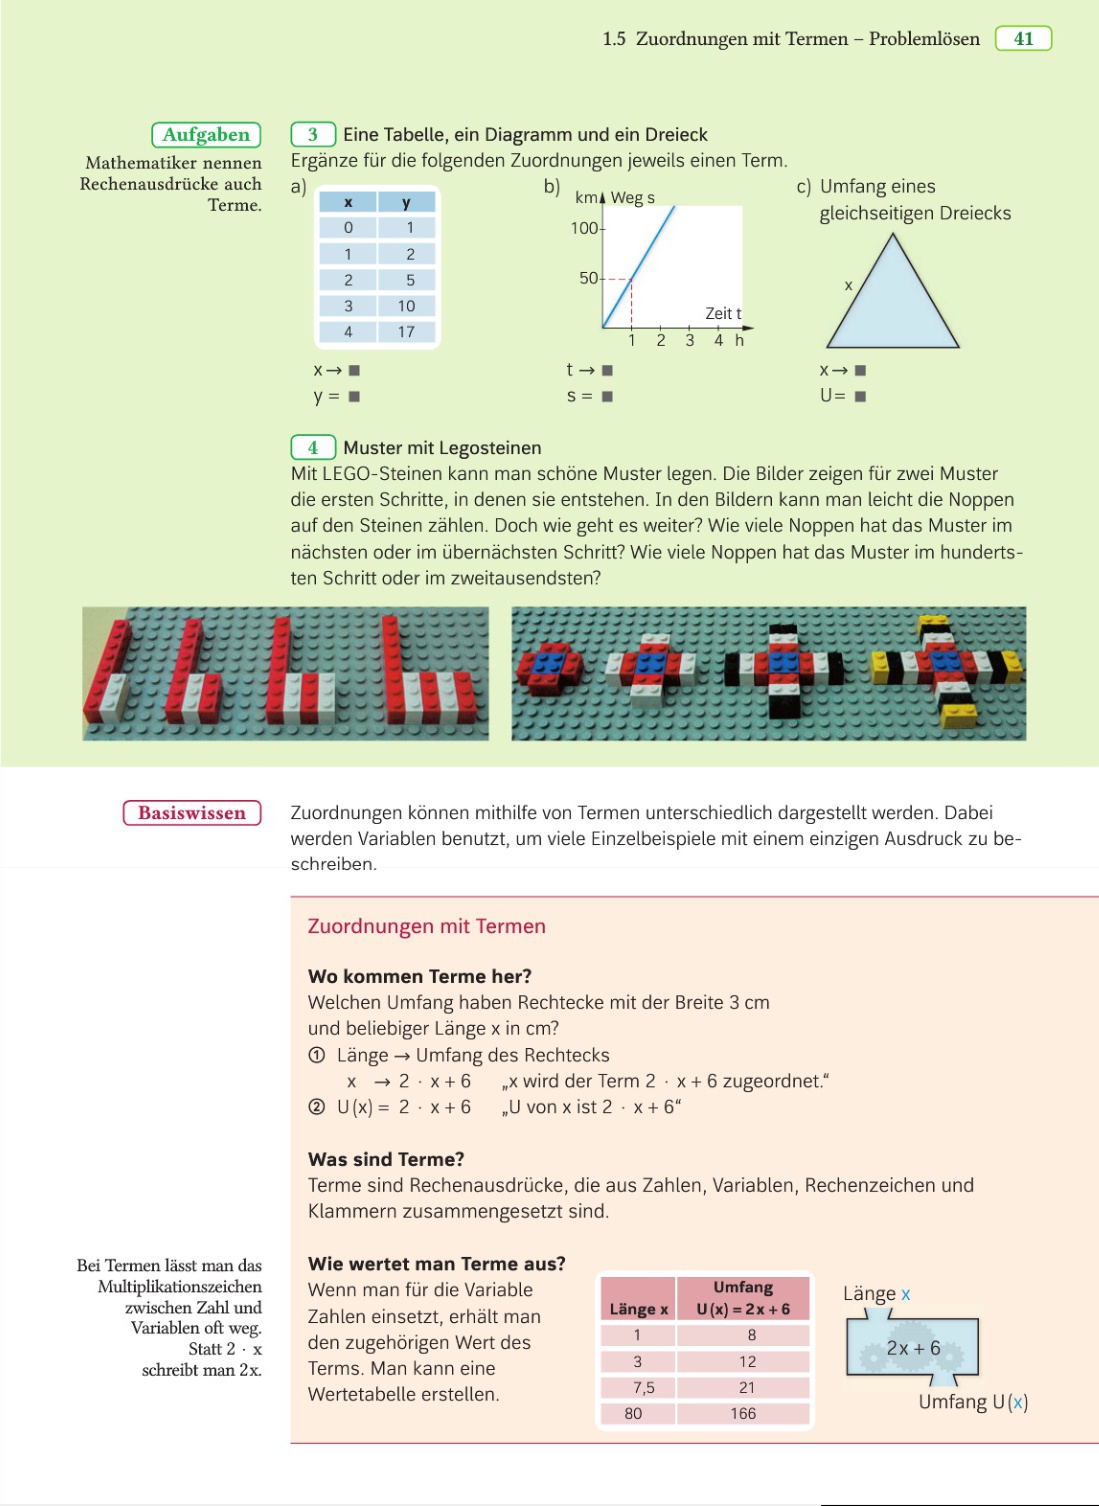 1.5 Zuordnungen mit Termen – Problemlösen 41
Aufgaben
Mathematiker nennen
Rechenausdrücke auch
Terme.
3 Eine Tabelle, ein Diagramm und ein Dreieck
Ergänze für die folgenden Zuordnungen jeweils einen Term.
a)
x y
0 1
1 2
2 5
3 10
4 17
x → ■
y = ■
b)
km Weg s
100
50
Zeit t
1 2 3 4 h
t → ■
s = ■
c) Umfang eines
gleichseitigen Dreiecks
x
x → ■
U = ■
4 Muster mit Legosteinen
Mit LEGO-Steinen kann man schöne Muster legen. Die Bilder zeigen für zwei Muster
die ersten Schritte, in denen sie entstehen. In den Bildern kann man leicht die Noppen
auf den Steinen zählen. Doch wie geht es weiter? Wie viele Noppen hat das Muster im
nächsten oder im übernächsten Schritt? Wie viele Noppen hat das Muster im hunderts-
ten Schritt oder im zweitausendsten?
Basiswissen
Zuordnungen können mithilfe von Termen unterschiedlich dargestellt werden. Dabei
werden Variablen benutzt, um viele Einzelbeispiele mit einem einzigen Ausdruck zu be-
schreiben.
Zuordnungen mit Termen
Wo kommen Terme her?
Welchen Umfang haben Rechtecke mit der Breite 3 cm
und beliebiger Länge x in cm?
① Länge → Umfang des Rechtecks
x → 2 · x + 6 „x wird der Term 2 · x + 6 zugeordnet.“
② U (x) = 2 · x + 6 „U von x ist 2 · x + 6“
Was sind Terme?
Terme sind Rechenausdrücke, die aus Zahlen, Variablen, Rechenzeichen und
Klammern zusammengesetzt sind.
Bei Termen lässt man das
Multiplikationszeichen
zwischen Zahl und
Variablen oft weg.
Statt 2 · x
schreibt man 2x.
Wie wertet man Terme aus?
Wenn man für die Variable
Zahlen einsetzt, erhält man
den zugehörigen Wert des
Terms. Man kann eine
Wertetabelle erstellen.
Umfang
Länge x U (x) = 2x + 6
1 8
3 12
7,5 21
80 166
Länge x
2x + 6
Umfang U (x)